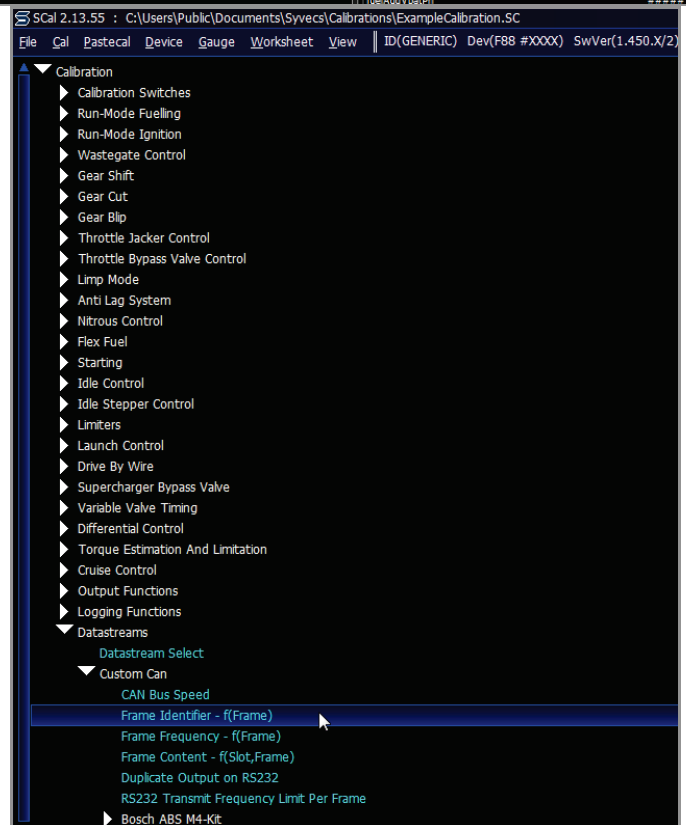 SCal 2.13.55 : C:\Users\Public\Documents\Syvecs\Calibrations\ExampleCalibration.SC
File Cal Pastecal Device Gauge Worksheet View ID(GENERIC) Dev(F88 #XXXX) SwVer(1.450.X/2)
Calibration
Calibration Switches
Run-Mode Fuelling
Run-Mode Ignition
Wastegate Control
Gear Shift
Gear Cut
Gear Blip
Throttle Jacker Control
Throttle Bypass Valve Control
Limp Mode
Anti Lag System
Nitrous Control
Flex Fuel
Starting
Idle Control
Idle Stepper Control
Limiters
Launch Control
Drive By Wire
Supercharger Bypass Valve
Variable Valve Timing
Differential Control
Torque Estimation And Limitation
Cruise Control
Output Functions
Logging Functions
Datastreams
Datastream Select
Custom Can
CAN Bus Speed
Frame Identifier - f(Frame)
Frame Frequency - f(Frame)
Frame Content - f(Slot,Frame)
Duplicate Output on RS232
RS232 Transmit Frequency Limit Per Frame
Bosch ABS M4-Kit